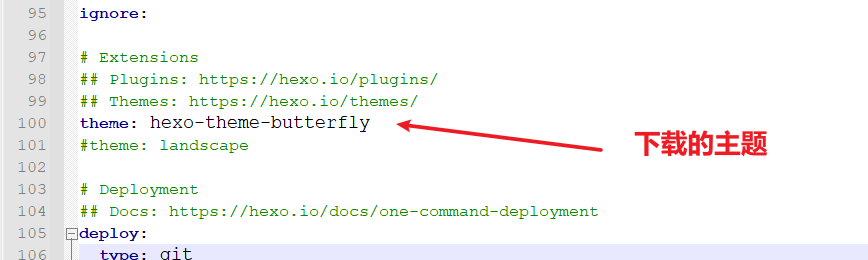 95 ignore:
96
97 # Extensions
98 ## Plugins: https://hexo.io/plugins/
99 ## Themes: https://hexo.io/themes/
100 theme: hexo-theme-butterfly
下载的主题
101 #theme: landscape
102
103 # Deployment
104 ## Docs: https://hexo.io/docs/one-command-deployment
105 deploy:
106 type: git